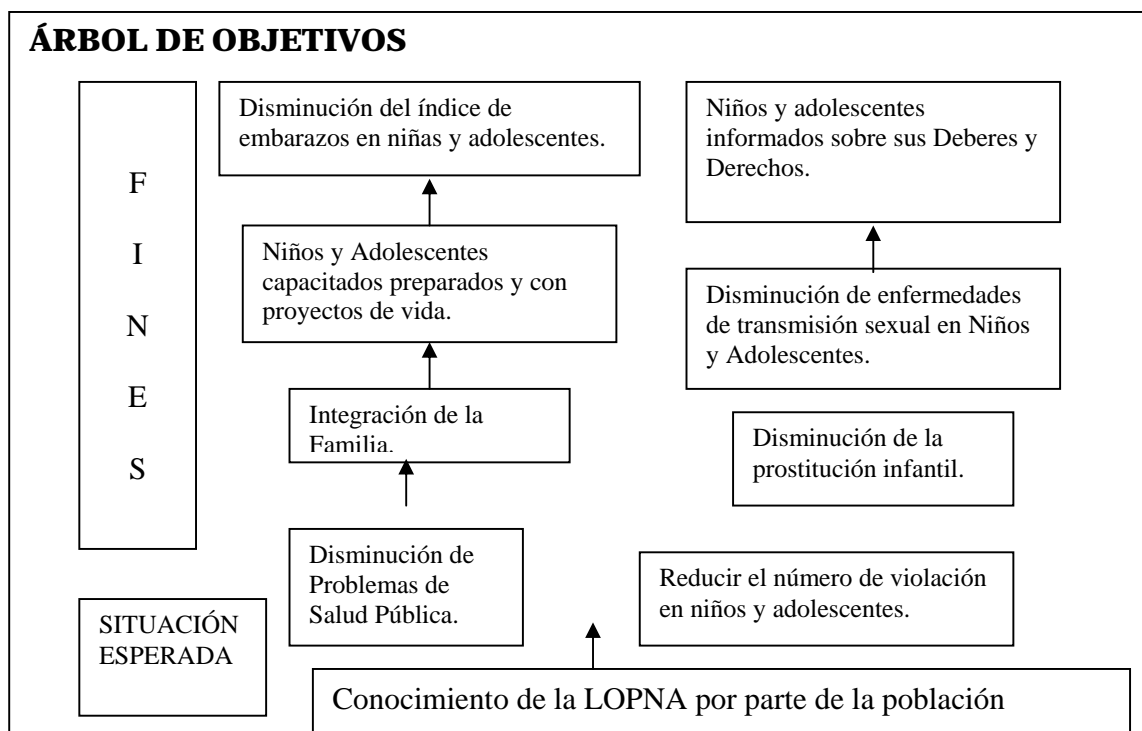 ÁRBOL DE OBJETIVOS
F
I
N
E
S
Disminución del índice de
embarazos en niñas y adolescentes.
Niños y adolescentes
informados sobre sus Deberes y
Derechos.
Niños y Adolescentes
capacitados preparados y con
proyectos de vida.
Disminución de enfermedades
de transmisión sexual en Niños
y Adolescentes.
Integración de la
Familia.
Disminución de la
prostitución infantil.
Disminución de
Problemas de
Salud Pública.
Reducir el número de violación
en niños y adolescentes.
SITUACIÓN
ESPERADA
Conocimiento de la LOPNA por parte de la población